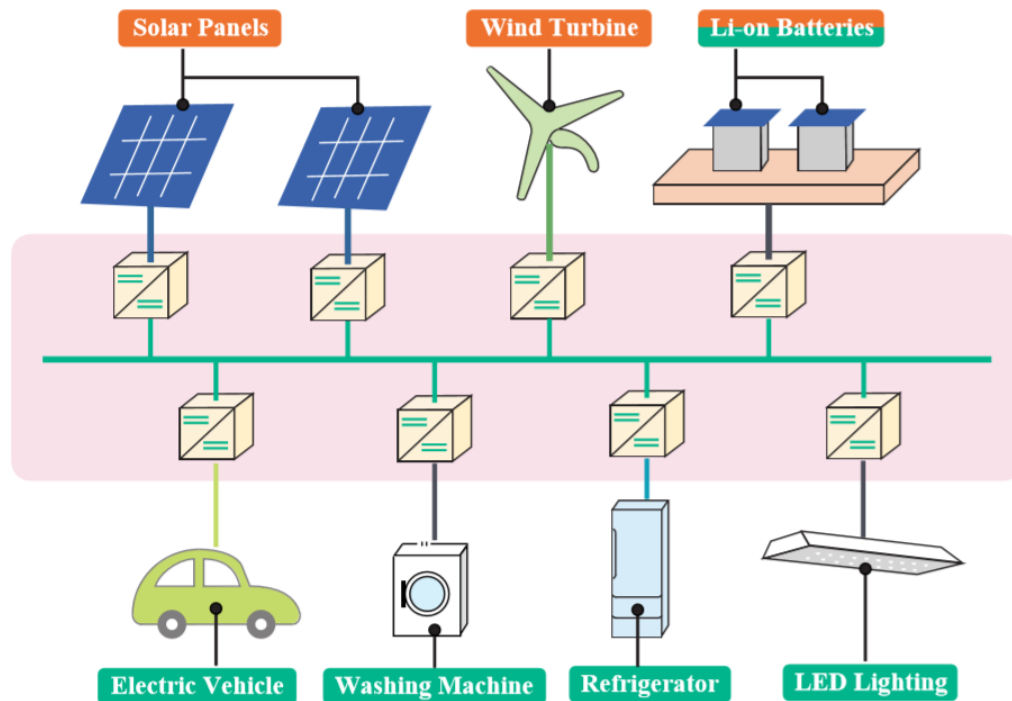 Solar Panels
Wind Turbine
Li-on Batteries
Electric Vehicle
Washing Machine
Refrigerator
LED Lighting